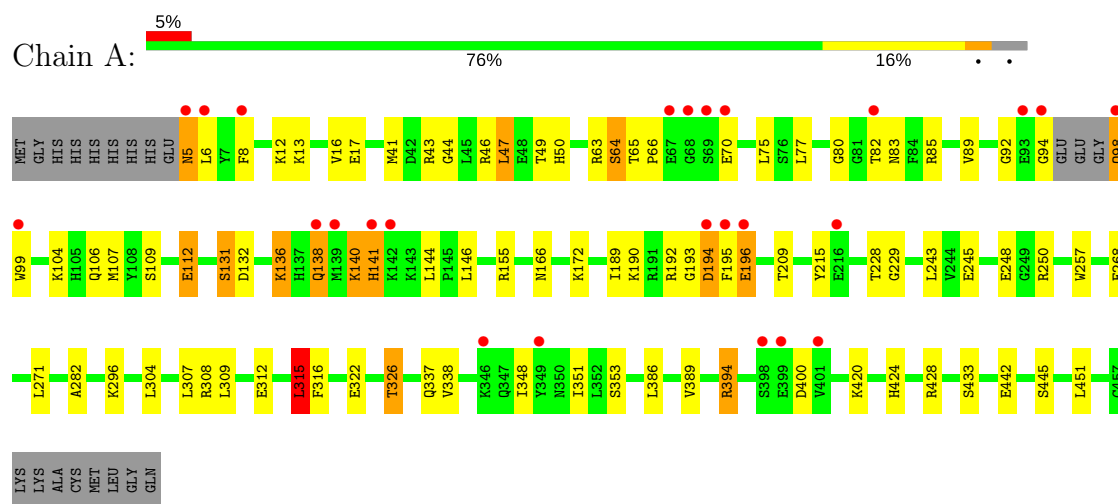 5%
Chain A:
76% 16% • •
MET GLY HIS HIS HIS HIS HIS HIS GLU N5 L6 Y7 F8 K12 K13 V16 E17 M41 D42 R43 G44 L45 R46 L47 E48 T49 H50 R63 S64 T65 P66 E67 G68 S69 E70 L75 S76 L77 G80 G81 T82 N83 F84 R85 V89 G92 E93 G94 GLU GLU GLY Q98
W99 K104 H105 Q106 M107 Y108 S109 E112 S131 D132 K136 H137 Q138 M139 K140 H141 K142 K143 L144 P145 L146 R155 N166 K172 I189 K190 R191 R192 G193 D194 F195 E196 T209 Y215 E216 T228 G229 L243 V244 E245 E248 G249 R250 W257 E268
L271 A282 K296 L304 L307 R308 L309 E312 L315 F316 E322 T326 Q337 V338 K346 Q347 I348 Y349 N350 I351 L352 S353 L386 V389 R394 S398 E399 D400 V401 K420 H424 R428 S433 E442 S445 L451 C457
LYS LYS ALA CYS MET LEU GLY GLN